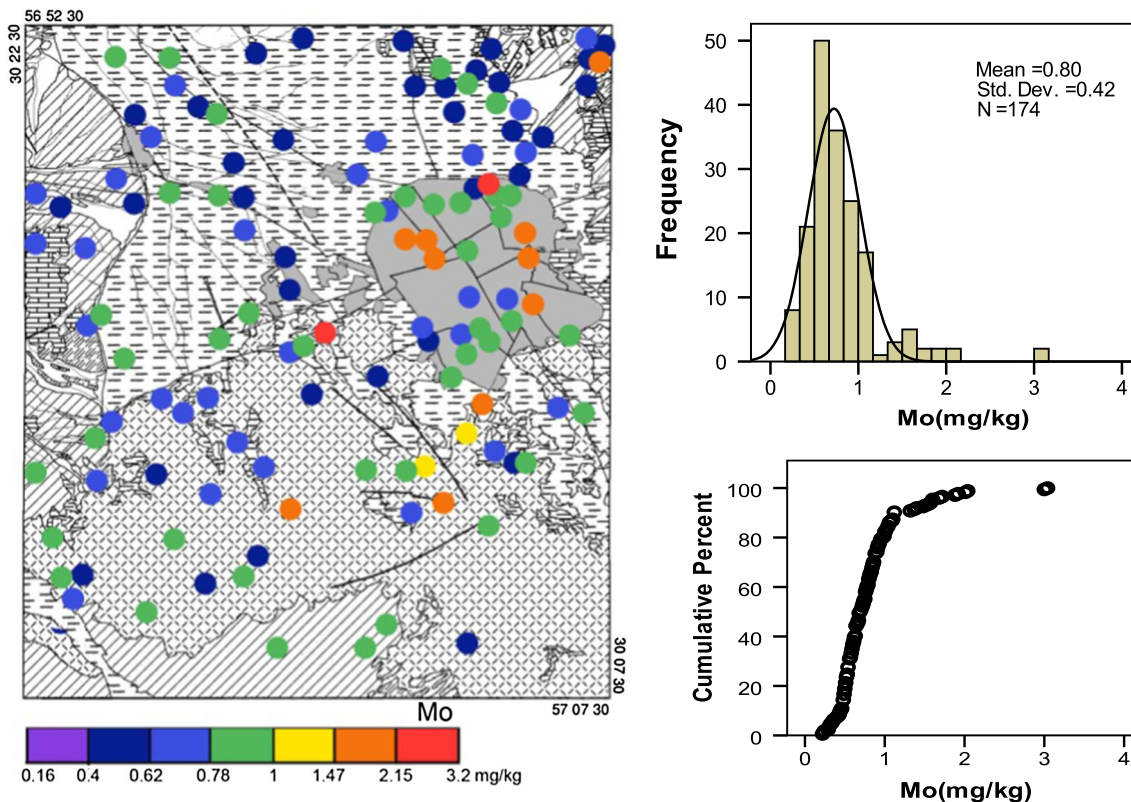 56 52 30
30 22 30
30 07 30
57 07 30
Mo
0.16 0.4 0.62 0.78 1 1.47 2.15 3.2 mg/kg
50
40
30
20
10
0
Frequency
Mean =0.80
Std. Dev. =0.42
N =174
0 1 2 3 4
Mo(mg/kg)
100
80
60
40
20
0
Cumulative Percent
0 1 2 3 4
Mo(mg/kg)